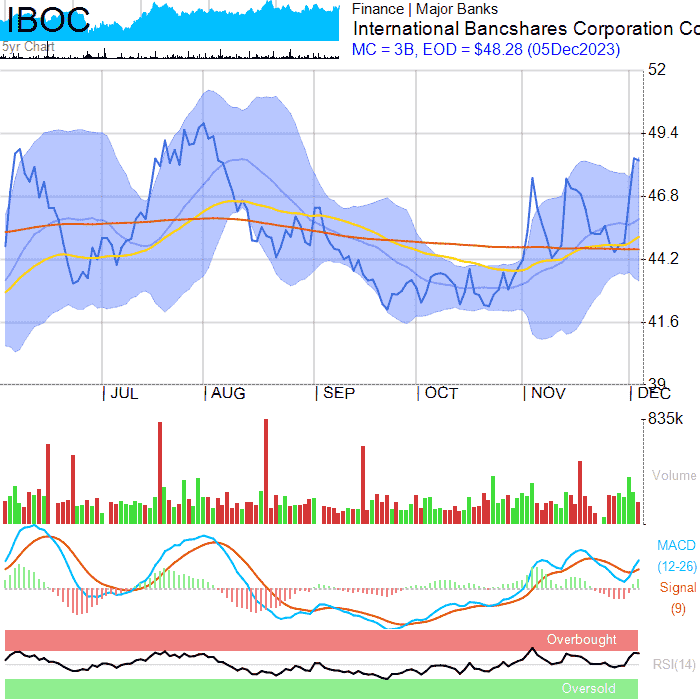 IBOC
5yr Chart
Finance | Major Banks
International Bancshares Corporation Co
MC = 3B, EOD = $48.28 (05Dec2023)
52
49.4
46.8
44.2
41.6
39
JUL
AUG
SEP
OCT
NOV
DEC
835k
Volume
MACD
(12-26)
Signal
(9)
Overbought
RSI(14)
Oversold